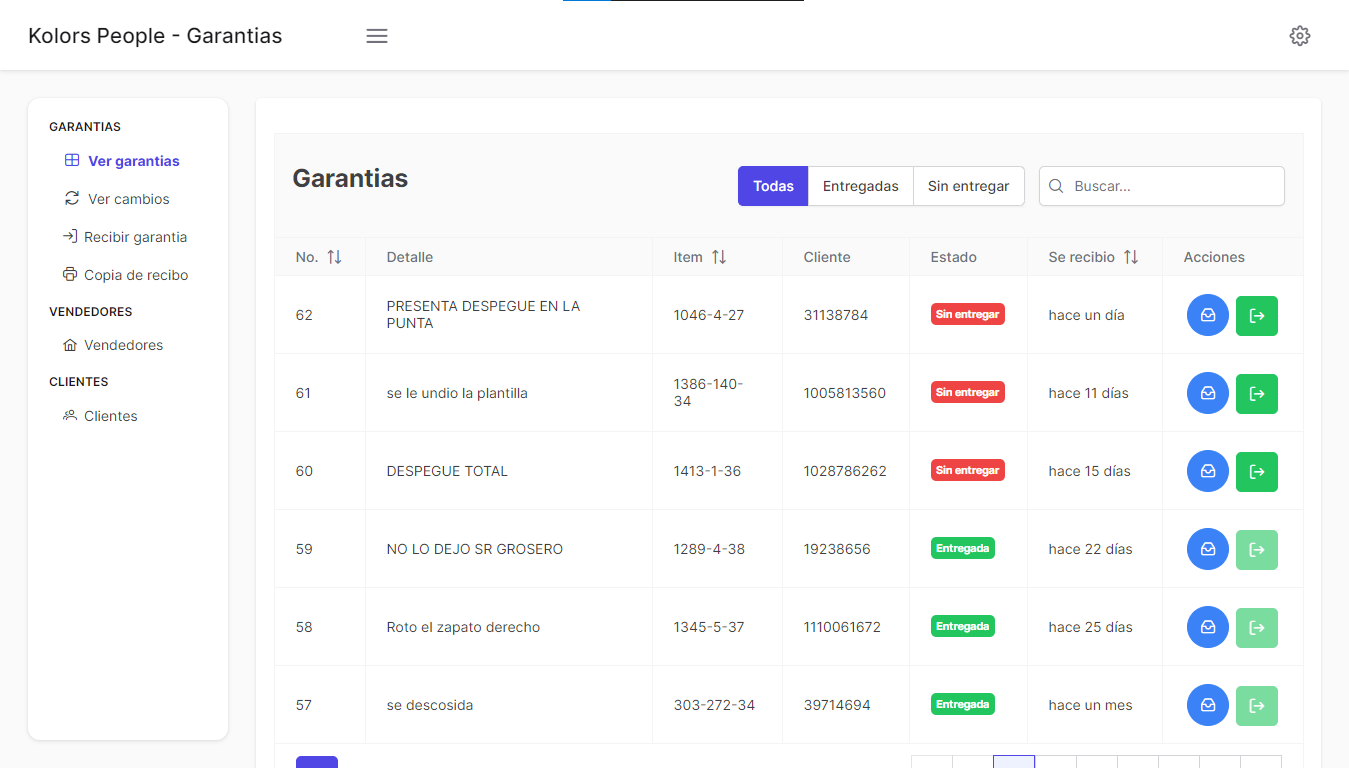 Kolors People - Garantias
GARANTIAS
Ver garantias
Ver cambios
Recibir garantia
Copia de recibo
VENDEDORES
Vendedores
CLIENTES
Clientes
Garantias
Todas Entregadas Sin entregar Buscar...
No. Detalle Item Cliente Estado Se recibio Acciones
62 PRESENTA DESPEGUE EN LA
PUNTA 1046-4-27 31138784 Sin entregar hace un día
61 se le undio la plantilla 1386-140-
34 1005813560 Sin entregar hace 11 días
60 DESPEGUE TOTAL 1413-1-36 1028786262 Sin entregar hace 15 días
59 NO LO DEJO SR GROSERO 1289-4-38 19238656 Entregada hace 22 días
58 Roto el zapato derecho 1345-5-37 1110061672 Entregada hace 25 días
57 se descosida 303-272-34 39714694 Entregada hace un mes